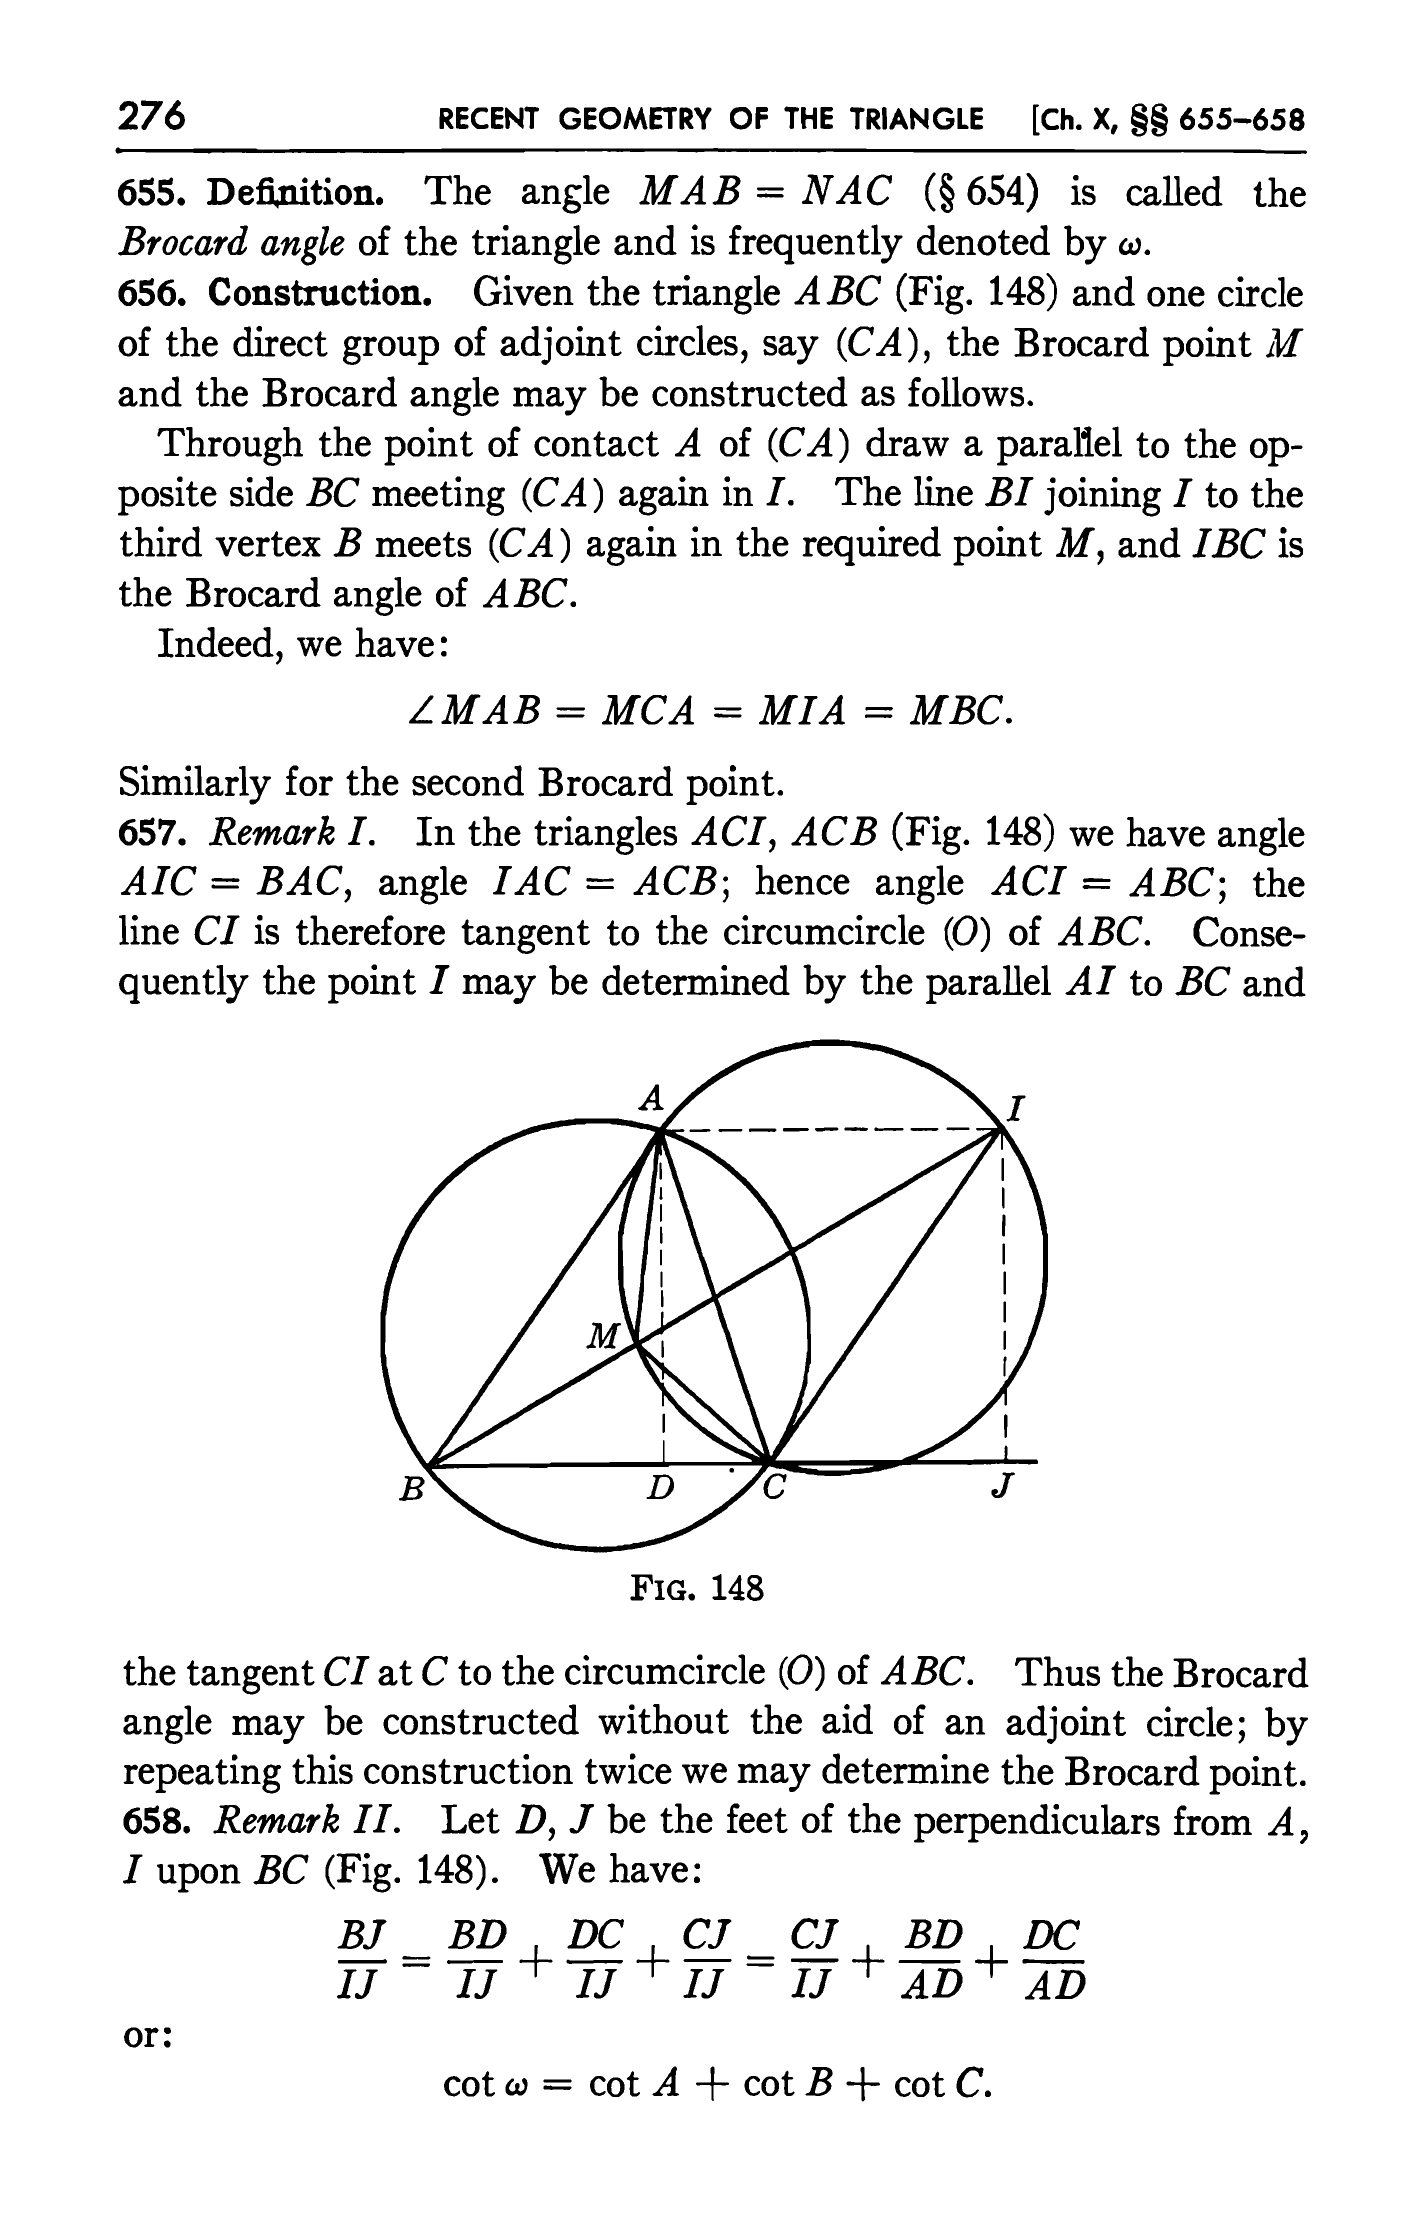 276 RECENT GEOMETRY OF THE TRIANGLE [Ch. X, §§ 655–658
655. Definition. The angle MAB = NAC (§ 654) is called the
Brocard angle of the triangle and is frequently denoted by ω.
656. Construction. Given the triangle ABC (Fig. 148) and one circle
of the direct group of adjoint circles, say (CA), the Brocard point M
and the Brocard angle may be constructed as follows.
Through the point of contact A of (CA) draw a parallel to the op-
posite side BC meeting (CA) again in I. The line BI joining I to the
third vertex B meets (CA) again in the required point M, and IBC is
the Brocard angle of ABC.
Indeed, we have:
∠MAB = MCA = MIA = MBC.
Similarly for the second Brocard point.
657. Remark I. In the triangles ACI, ACB (Fig. 148) we have angle
AIC = BAC, angle IAC = ACB; hence angle ACI = ABC; the
line CI is therefore tangent to the circumcircle (O) of ABC. Conse-
quently the point I may be determined by the parallel AI to BC and
A
I
M
B D C J
Fig. 148
the tangent CI at C to the circumcircle (O) of ABC. Thus the Brocard
angle may be constructed without the aid of an adjoint circle; by
repeating this construction twice we may determine the Brocard point.
658. Remark II. Let D, J be the feet of the perpendiculars from A,
I upon BC (Fig. 148). We have:
BJ/IJ = BD/IJ + DC/IJ + CJ/IJ = CJ/IJ + BD/AD + DC/AD
or:
cot ω = cot A + cot B + cot C.